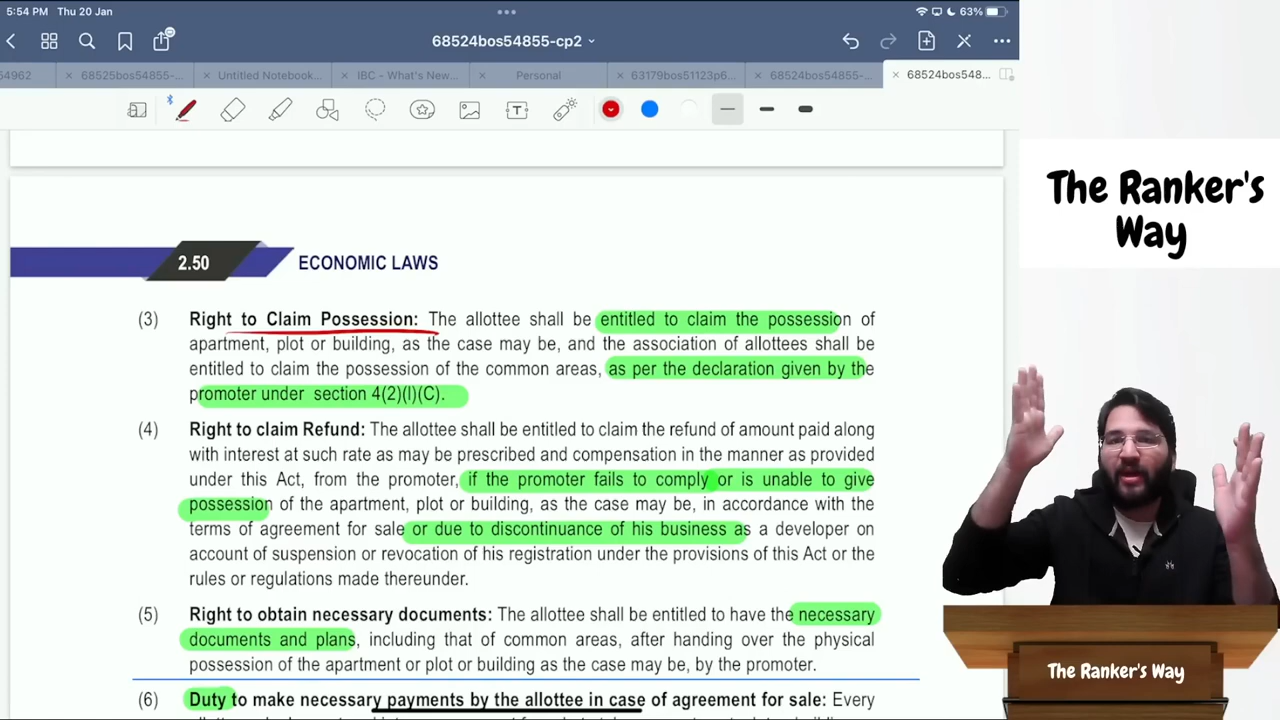 5:54 PM Thu 20 Jan
63%
68524bos54855-cp2
54962
68525bos54855-...
Untitled Notebook...
IBC - What's New...
Personal
63179bos51123p6...
68524bos54855-...
68524bos548...
The Ranker's
Way
2.50
ECONOMIC LAWS
(3) Right to Claim Possession: The allottee shall be entitled to claim the possession of
apartment, plot or building, as the case may be, and the association of allottees shall be
entitled to claim the possession of the common areas, as per the declaration given by the
promoter under section 4(2)(I)(C).
(4) Right to claim Refund: The allottee shall be entitled to claim the refund of amount paid along
with interest at such rate as may be prescribed and compensation in the manner as provided
under this Act, from the promoter, if the promoter fails to comply or is unable to give
possession of the apartment, plot or building, as the case may be, in accordance with the
terms of agreement for sale or due to discontinuance of his business as a developer on
account of suspension or revocation of his registration under the provisions of this Act or the
rules or regulations made thereunder.
(5) Right to obtain necessary documents: The allottee shall be entitled to have the necessary
documents and plans, including that of common areas, after handing over the physical
possession of the apartment or plot or building as the case may be, by the promoter.
(6) Duty to make necessary payments by the allottee in case of agreement for sale: Every
The Ranker's Way